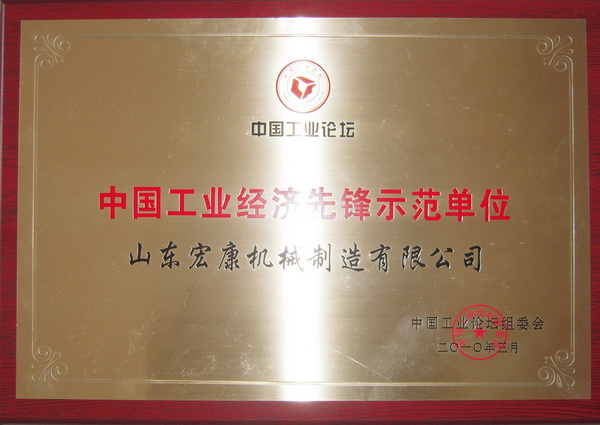 中国工业论坛
中国工业经济先锋示范单位
山东宏康机械制造有限公司
中国工业论坛组委会
二〇一〇年三月